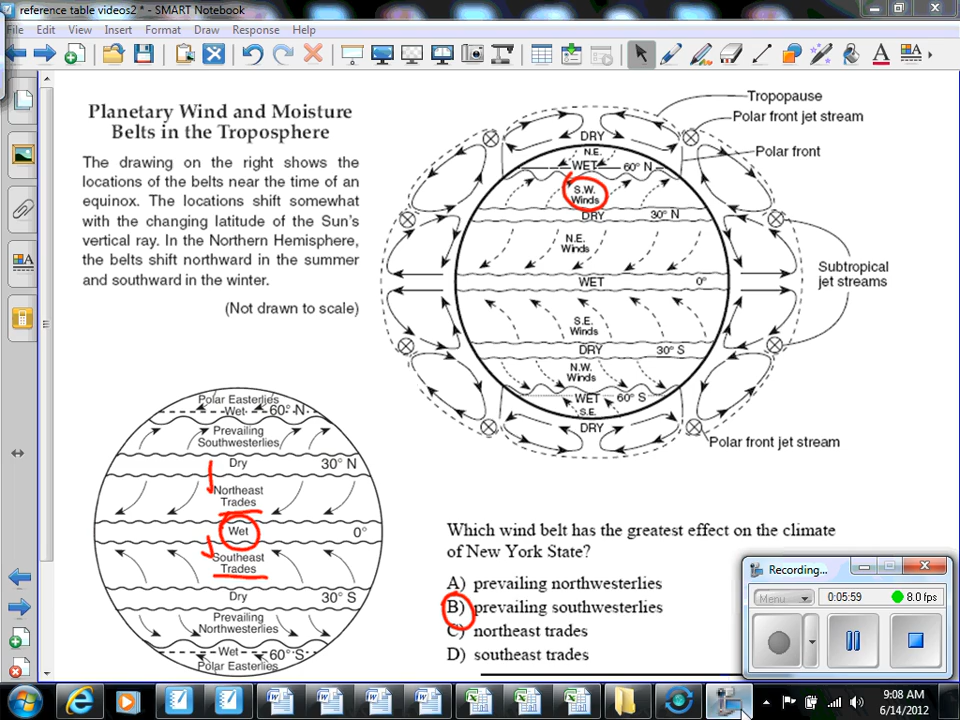 reference table videos2 * - SMART Notebook
File Edit View Insert Format Draw Response Help
Planetary Wind and Moisture
Belts in the Troposphere
The drawing on the right shows the
locations of the belts near the time of an
equinox. The locations shift somewhat
with the changing latitude of the Sun's
vertical ray. In the Northern Hemisphere,
the belts shift northward in the summer
and southward in the winter.
(Not drawn to scale)
Tropopause
Polar front jet stream
Polar front
DRY
N.E.
WET
60° N
S.W.
Winds
DRY
30° N
N.E.
Winds
WET
0°
Subtropical
jet streams
S.E.
Winds
DRY
30° S
N.W.
Winds
WET
60° S
S.E.
DRY
Polar front jet stream
Polar Easterlies
Wet
60° N
Prevailing
Southwesterlies
Dry
30° N
Northeast
Trades
Wet
0°
Southeast
Trades
Dry
30° S
Prevailing
Northwesterlies
Wet
60° S
Polar Easterlies
Which wind belt has the greatest effect on the climate
of New York State?
A) prevailing northwesterlies
B) prevailing southwesterlies
C) northeast trades
D) southeast trades
Recording...
Menu
0:05:59
8.0 fps
9:08 AM
6/14/2012